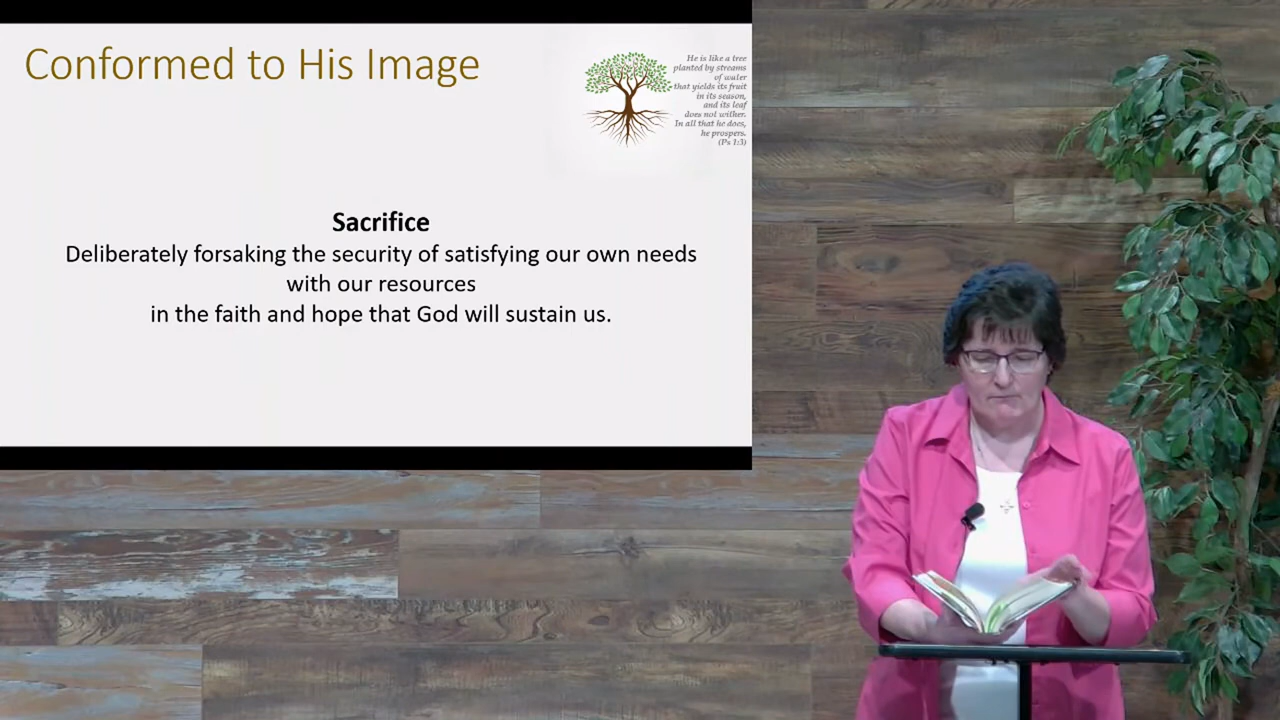 Conformed to His Image
He is like a tree
planted by streams
of water
that yields its fruit
in its season,
and its leaf
does not wither.
In all that he does,
he prospers.
(Ps 1:3)
Sacrifice
Deliberately forsaking the security of satisfying our own needs
with our resources
in the faith and hope that God will sustain us.